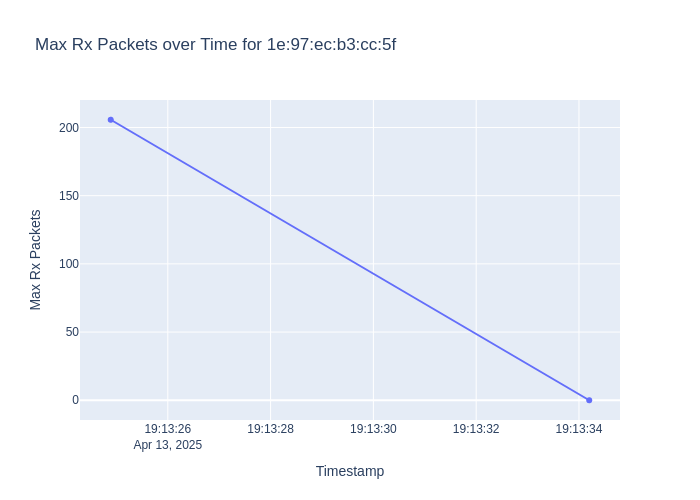 Max Rx Packets over Time for 1e:97:ec:b3:cc:5f
Max Rx Packets
200
150
100
50
0
19:13:26 19:13:28 19:13:30 19:13:32 19:13:34
Apr 13, 2025
Timestamp